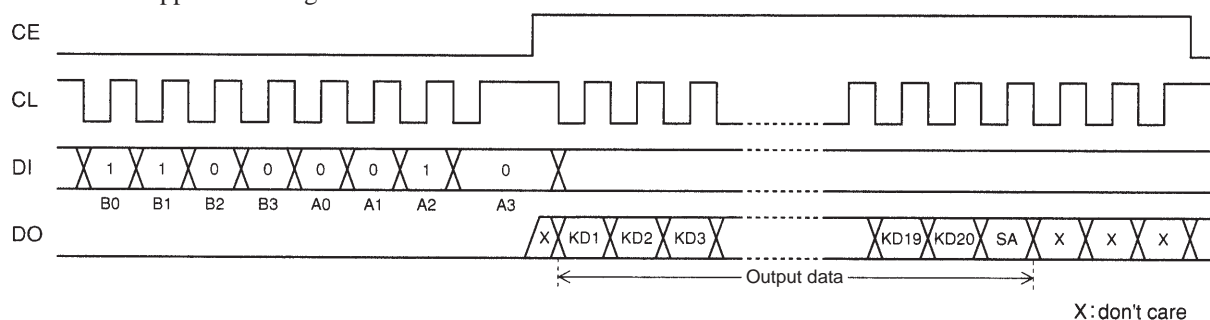 CE
CL
DI 1 1 0 0 0 0 1 0
B0 B1 B2 B3 A0 A1 A2 A3
DO X KD1 KD2 KD3 KD19 KD20 SA X X X
Output data
X: don't care